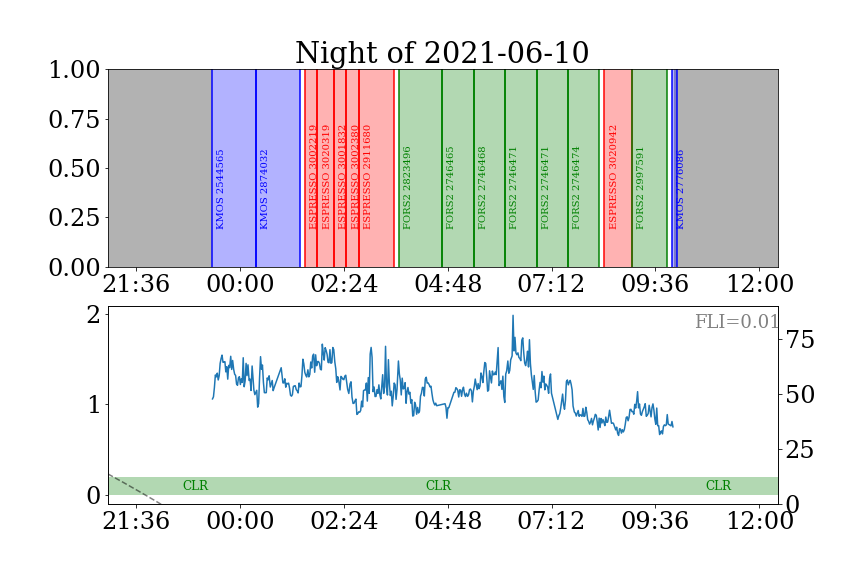 Night of 2021-06-10
1.00
0.75
0.50
0.25
0.00
KMOS 2544565
KMOS 2874032
ESPRESSO 3002219
ESPRESSO 3020319
ESPRESSO 3001832
ESPRESSO 3002380
ESPRESSO 2911680
FORS2 2823496
FORS2 2746465
FORS2 2746468
FORS2 2746471
FORS2 2746471
FORS2 2746474
ESPRESSO 3020942
FORS2 2997591
KMOS 2776086
21:36 00:00 02:24 04:48 07:12 09:36 12:00
FLI=0.01
2
1
0
75
50
25
0
CLR CLR CLR
21:36 00:00 02:24 04:48 07:12 09:36 12:00